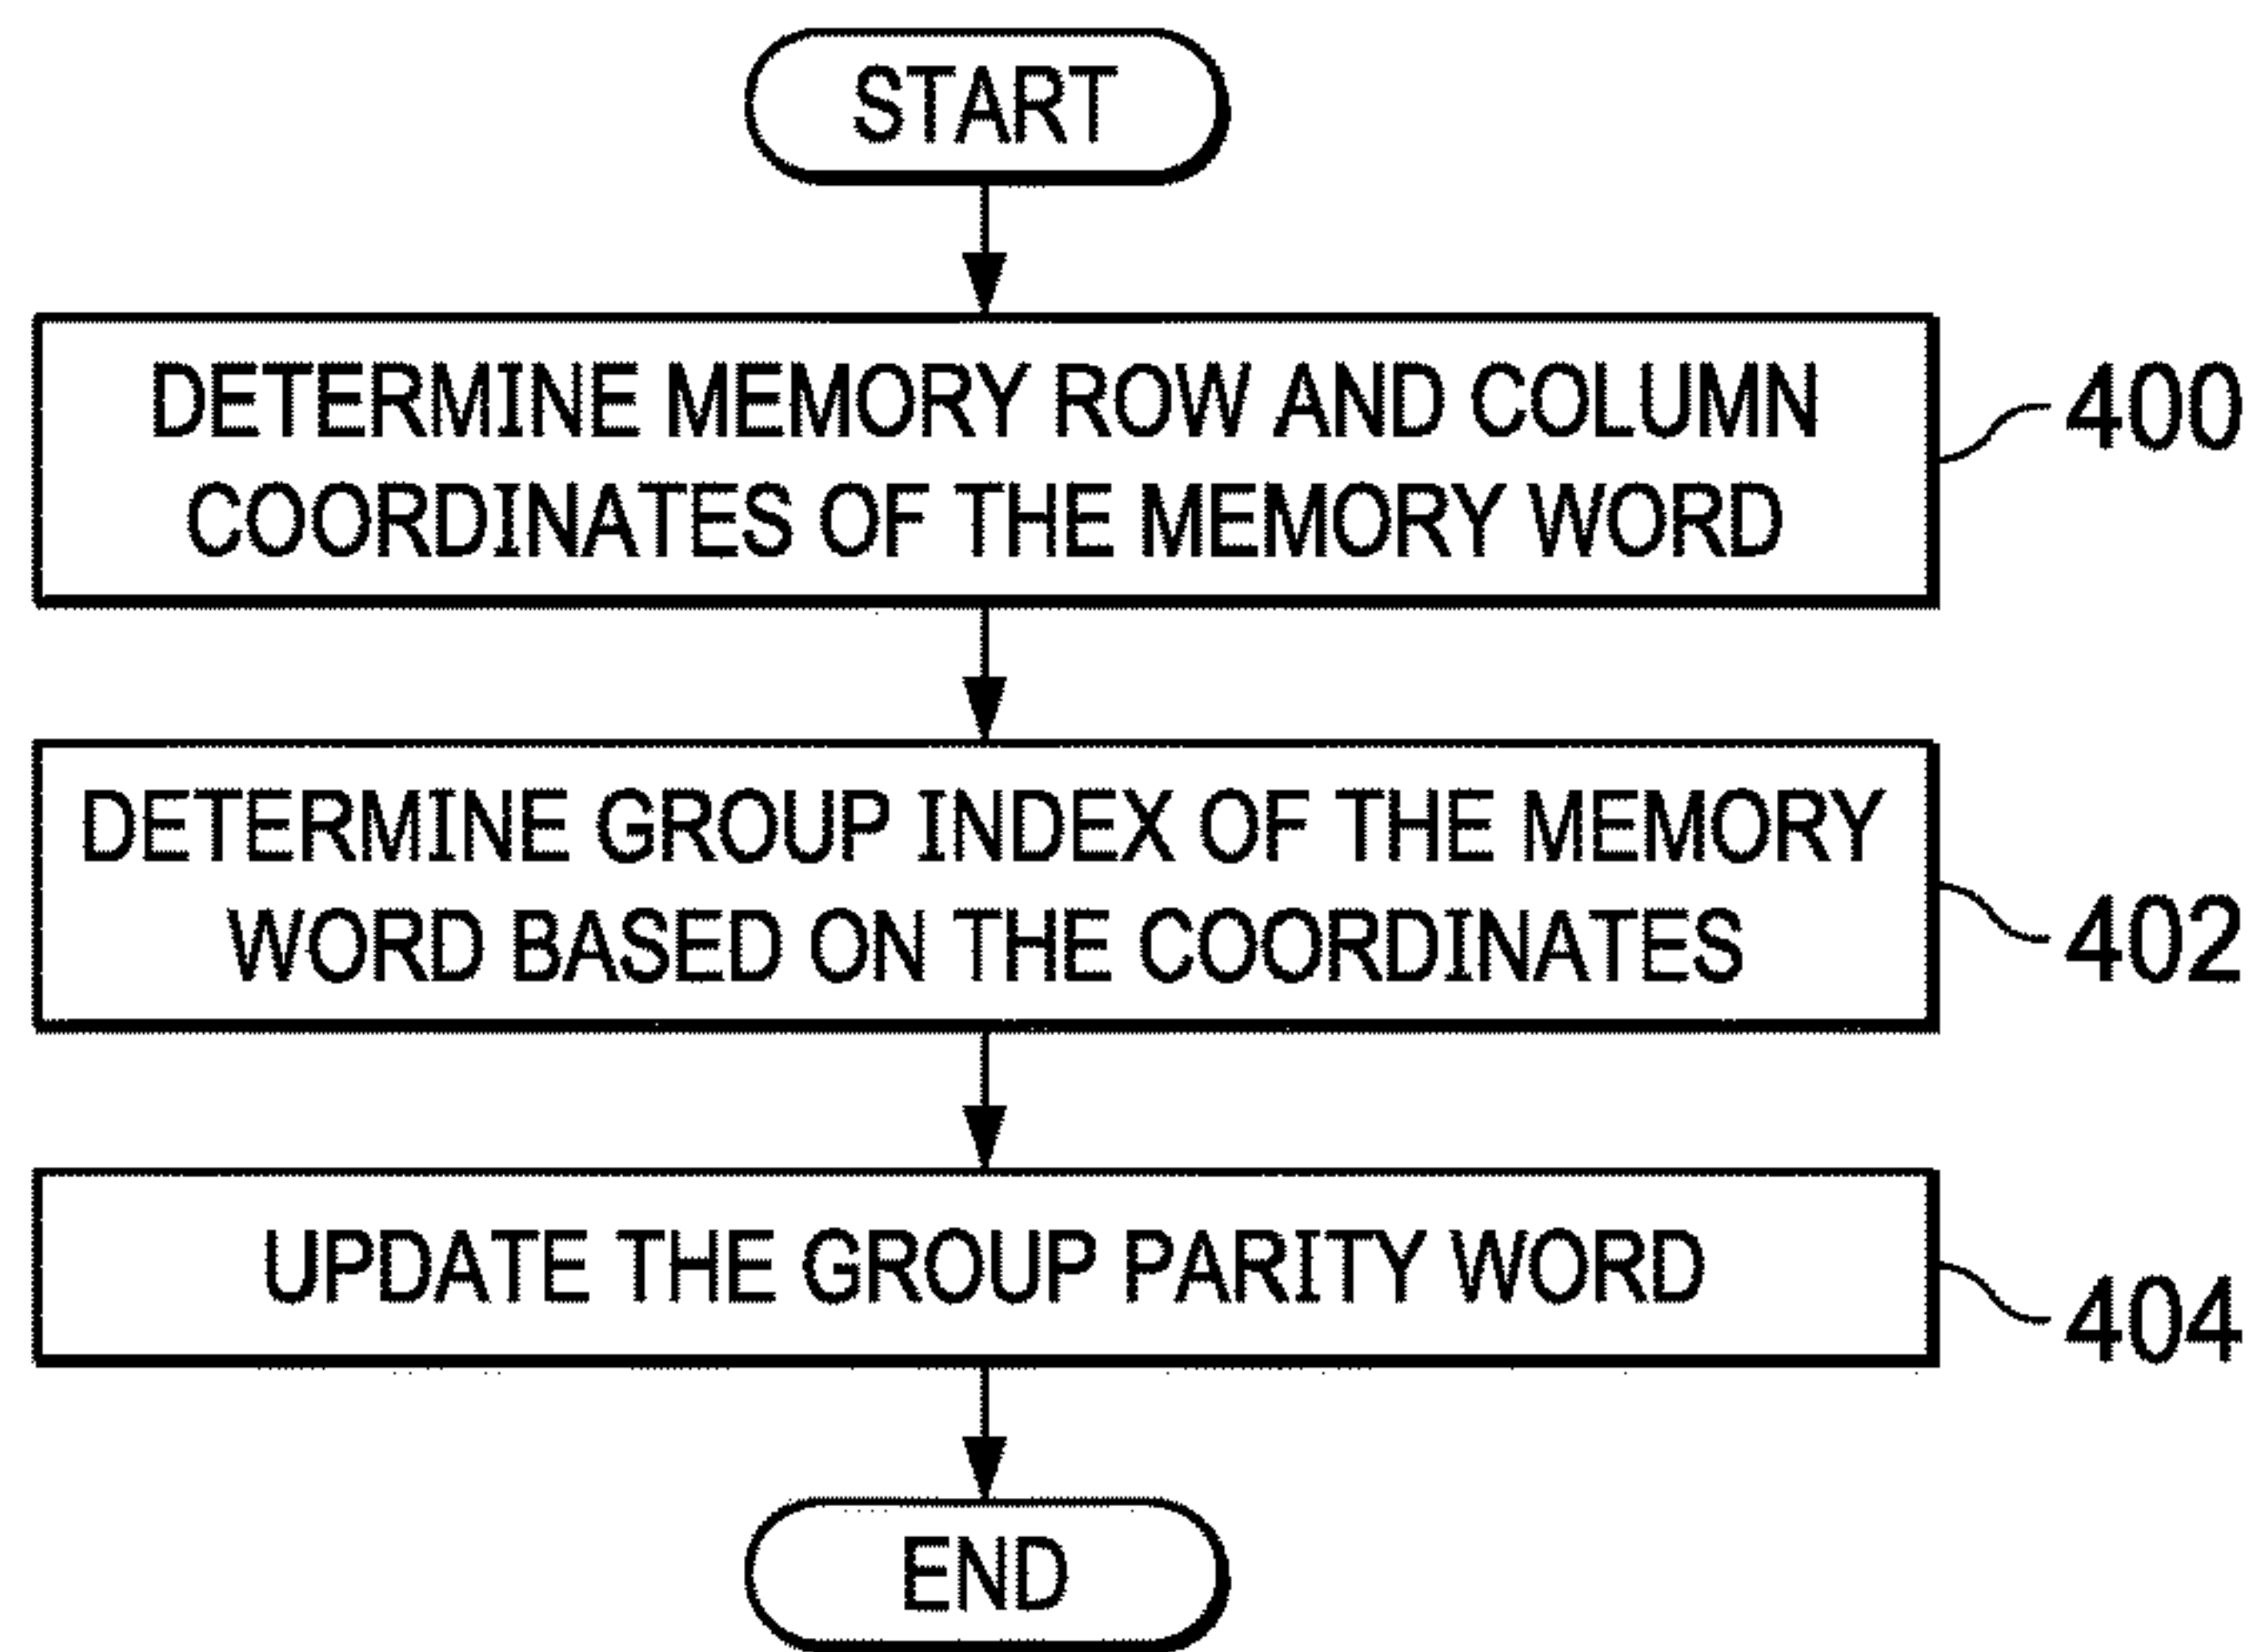 START
DETERMINE MEMORY ROW AND COLUMN
COORDINATES OF THE MEMORY WORD
400
DETERMINE GROUP INDEX OF THE MEMORY
WORD BASED ON THE COORDINATES
402
UPDATE THE GROUP PARITY WORD
404
END